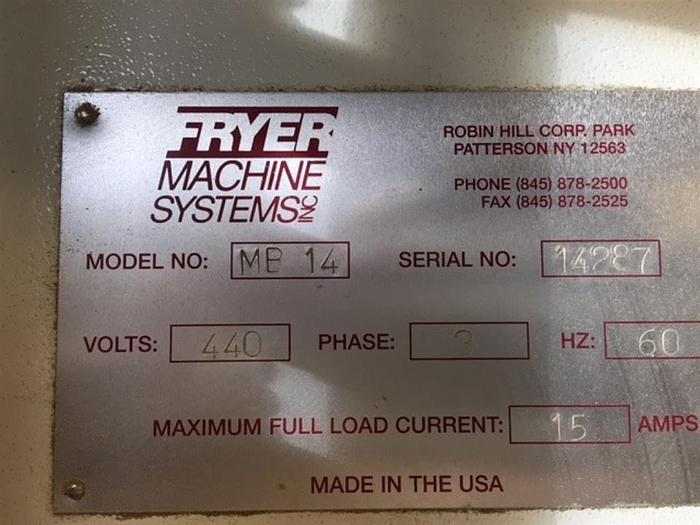 FRYER
MACHINE
SYSTEMS INC
ROBIN HILL CORP. PARK
PATTERSON NY 12563
PHONE (845) 878-2500
FAX (845) 878-2525
MODEL NO: MB 14 SERIAL NO: 14287
VOLTS: 440 PHASE: 3 HZ: 60
MAXIMUM FULL LOAD CURRENT: 15 AMPS
MADE IN THE USA